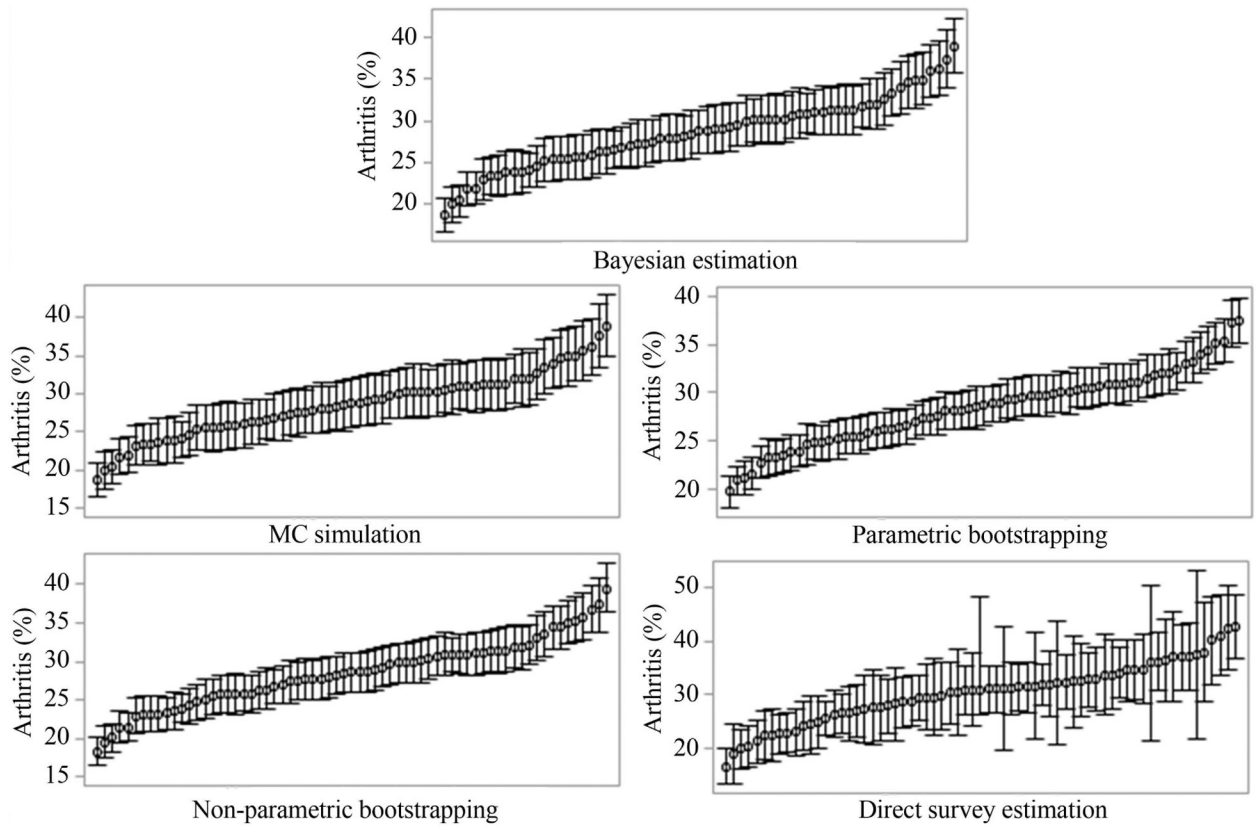 Arthritis (%)
40
35
30
25
20
Bayesian estimation
Arthritis (%)
40
35
30
25
20
15
MC simulation
Arthritis (%)
40
35
30
25
20
Parametric bootstrapping
Arthritis (%)
40
35
30
25
20
15
Non-parametric bootstrapping
Arthritis (%)
50
40
30
20
Direct survey estimation